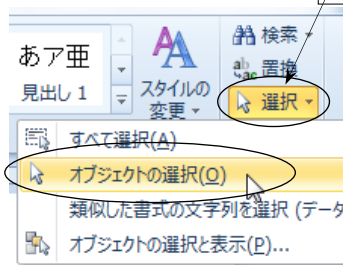 あア亜
見出し 1
A A
スタイルの
変更
検索
置換
選択
すべて選択(A)
オブジェクトの選択(O)
類似した書式の文字列を選択 (データ
オブジェクトの選択と表示(P)...